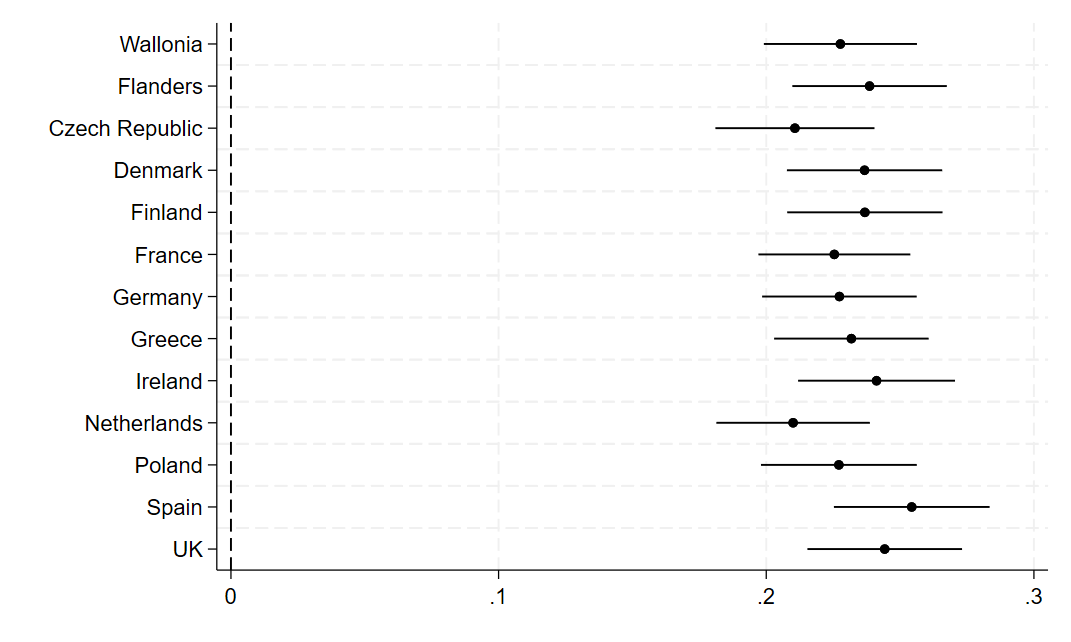 Wallonia
Flanders
Czech Republic
Denmark
Finland
France
Germany
Greece
Ireland
Netherlands
Poland
Spain
UK
0 .1 .2 .3